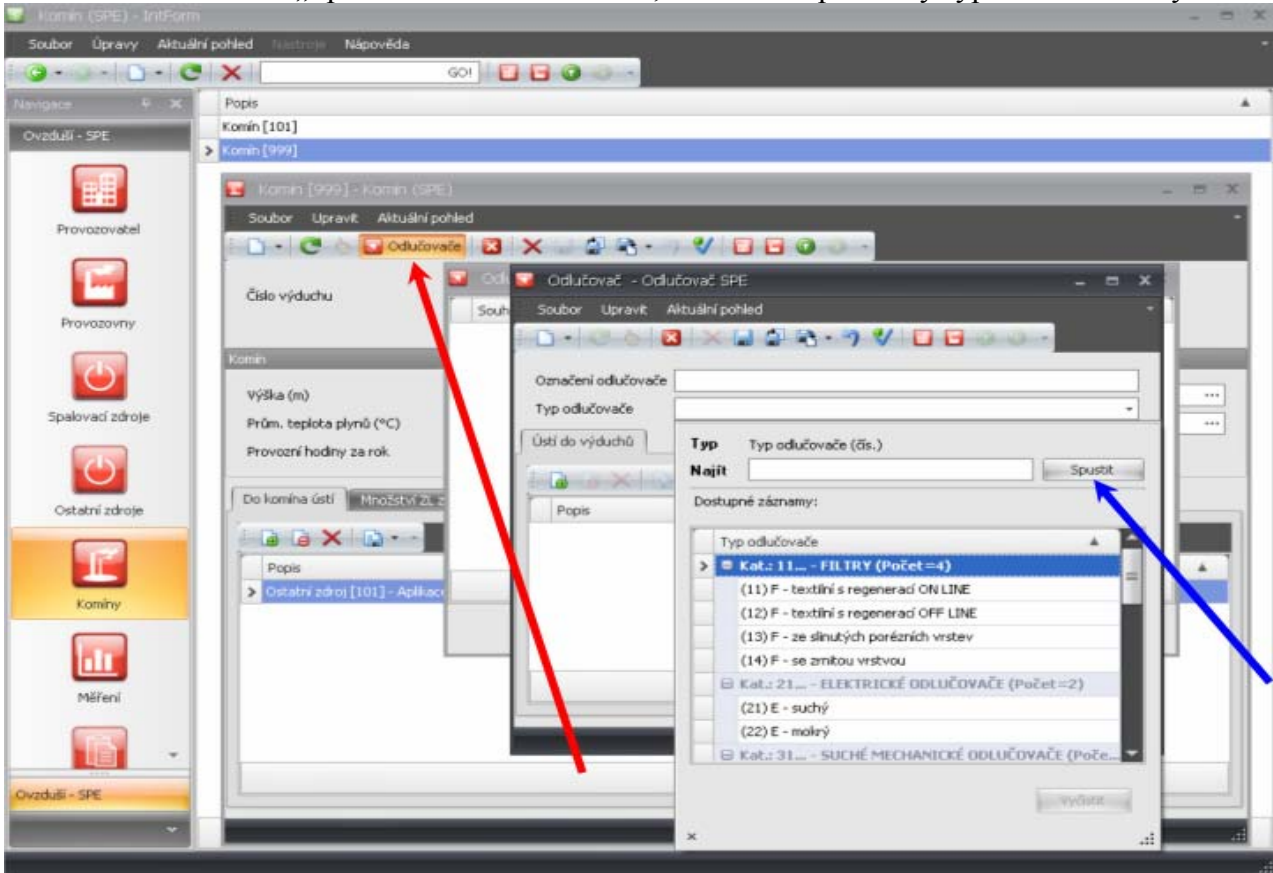 Komín (SPE) - IntForm
Soubor Úpravy Aktuální pohled Nástroje Nápověda
GO!
Navigace
Ovzduší - SPE
Provozovatel
Provozovny
Spalovací zdroje
Ostatní zdroje
Komíny
Měření
Ovzduší - SPE
Popis
Komín [101]
Komín [999]
Komín [999] - Komín (SPE)
Soubor Upravit Aktuální pohled
Odlučovače
Číslo výduchu
Komín
Výška (m)
Prům. teplota plynů (°C)
Provozní hodiny za rok
Do komína ústí Množství ZL z
Popis
Ostatní zdroj [101] - Aplikace
Souh
Odlučovač - Odlučovač SPE
Soubor Upravit Aktuální pohled
Označení odlučovače
Typ odlučovače
Ústí do výduchů
Popis
Typ Typ odlučovače (čís.)
Najít Spustit
Dostupné záznamy:
Typ odlučovače
Kat.: 11... - FILTRY (Počet=4)
(11) F - textilní s regenerací ON LINE
(12) F - textilní s regenerací OFF LINE
(13) F - ze slinutých porézních vrstev
(14) F - se zrnitou vrstvou
Kat.: 21... - ELEKTRICKÉ ODLUČOVAČE (Počet=2)
(21) E - suchý
(22) E - mokrý
Kat.: 31... - SUCHÉ MECHANICKÉ ODLUČOVAČE (Poče...
Vyčistit